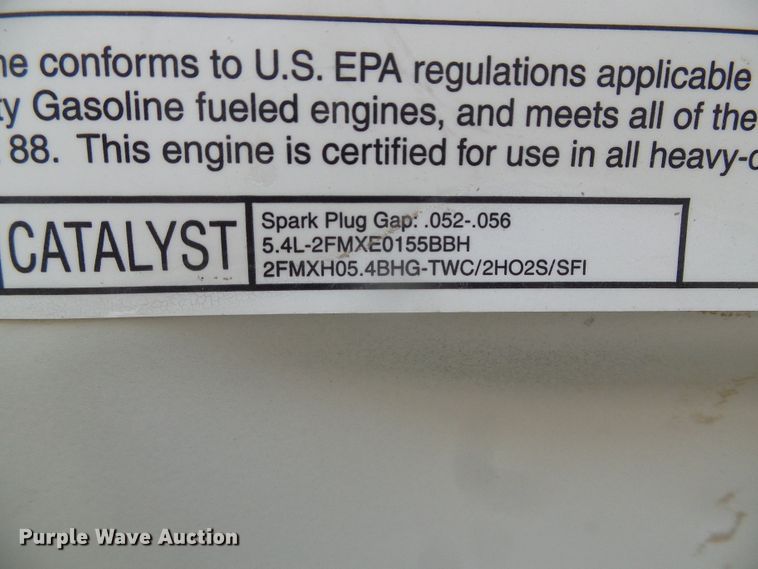 ne conforms to U.S. EPA regulations applicable
ty Gasoline fueled engines, and meets all of the
88. This engine is certified for use in all heavy-d
CATALYST
Spark Plug Gap: .052-.056
5.4L-2FMXE0155BBH
2FMXH05.4BHG-TWC/2HO2S/SFI
Purple Wave Auction